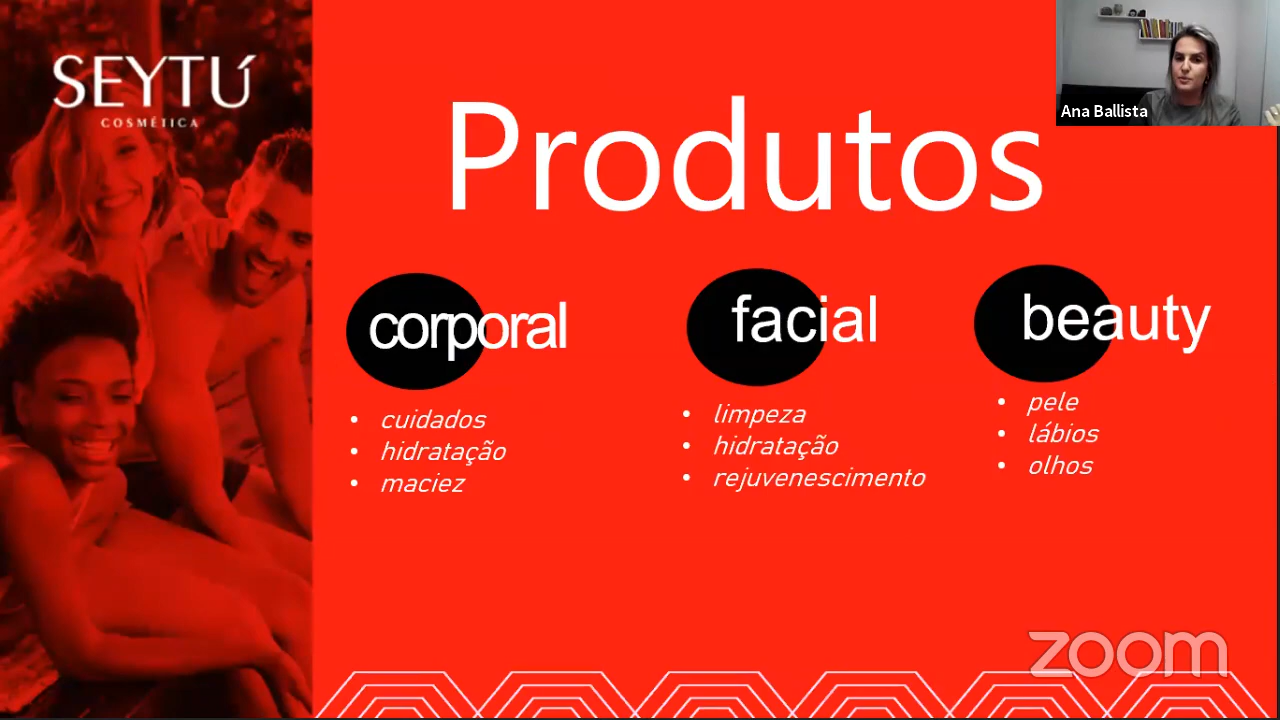 SEYTÚ
COSMÉTICA
Ana Ballista
Produtos
corporal
• cuidados
• hidratação
• maciez
facial
• limpeza
• hidratação
• rejuvenescimento
beauty
• pele
• lábios
• olhos
zoom